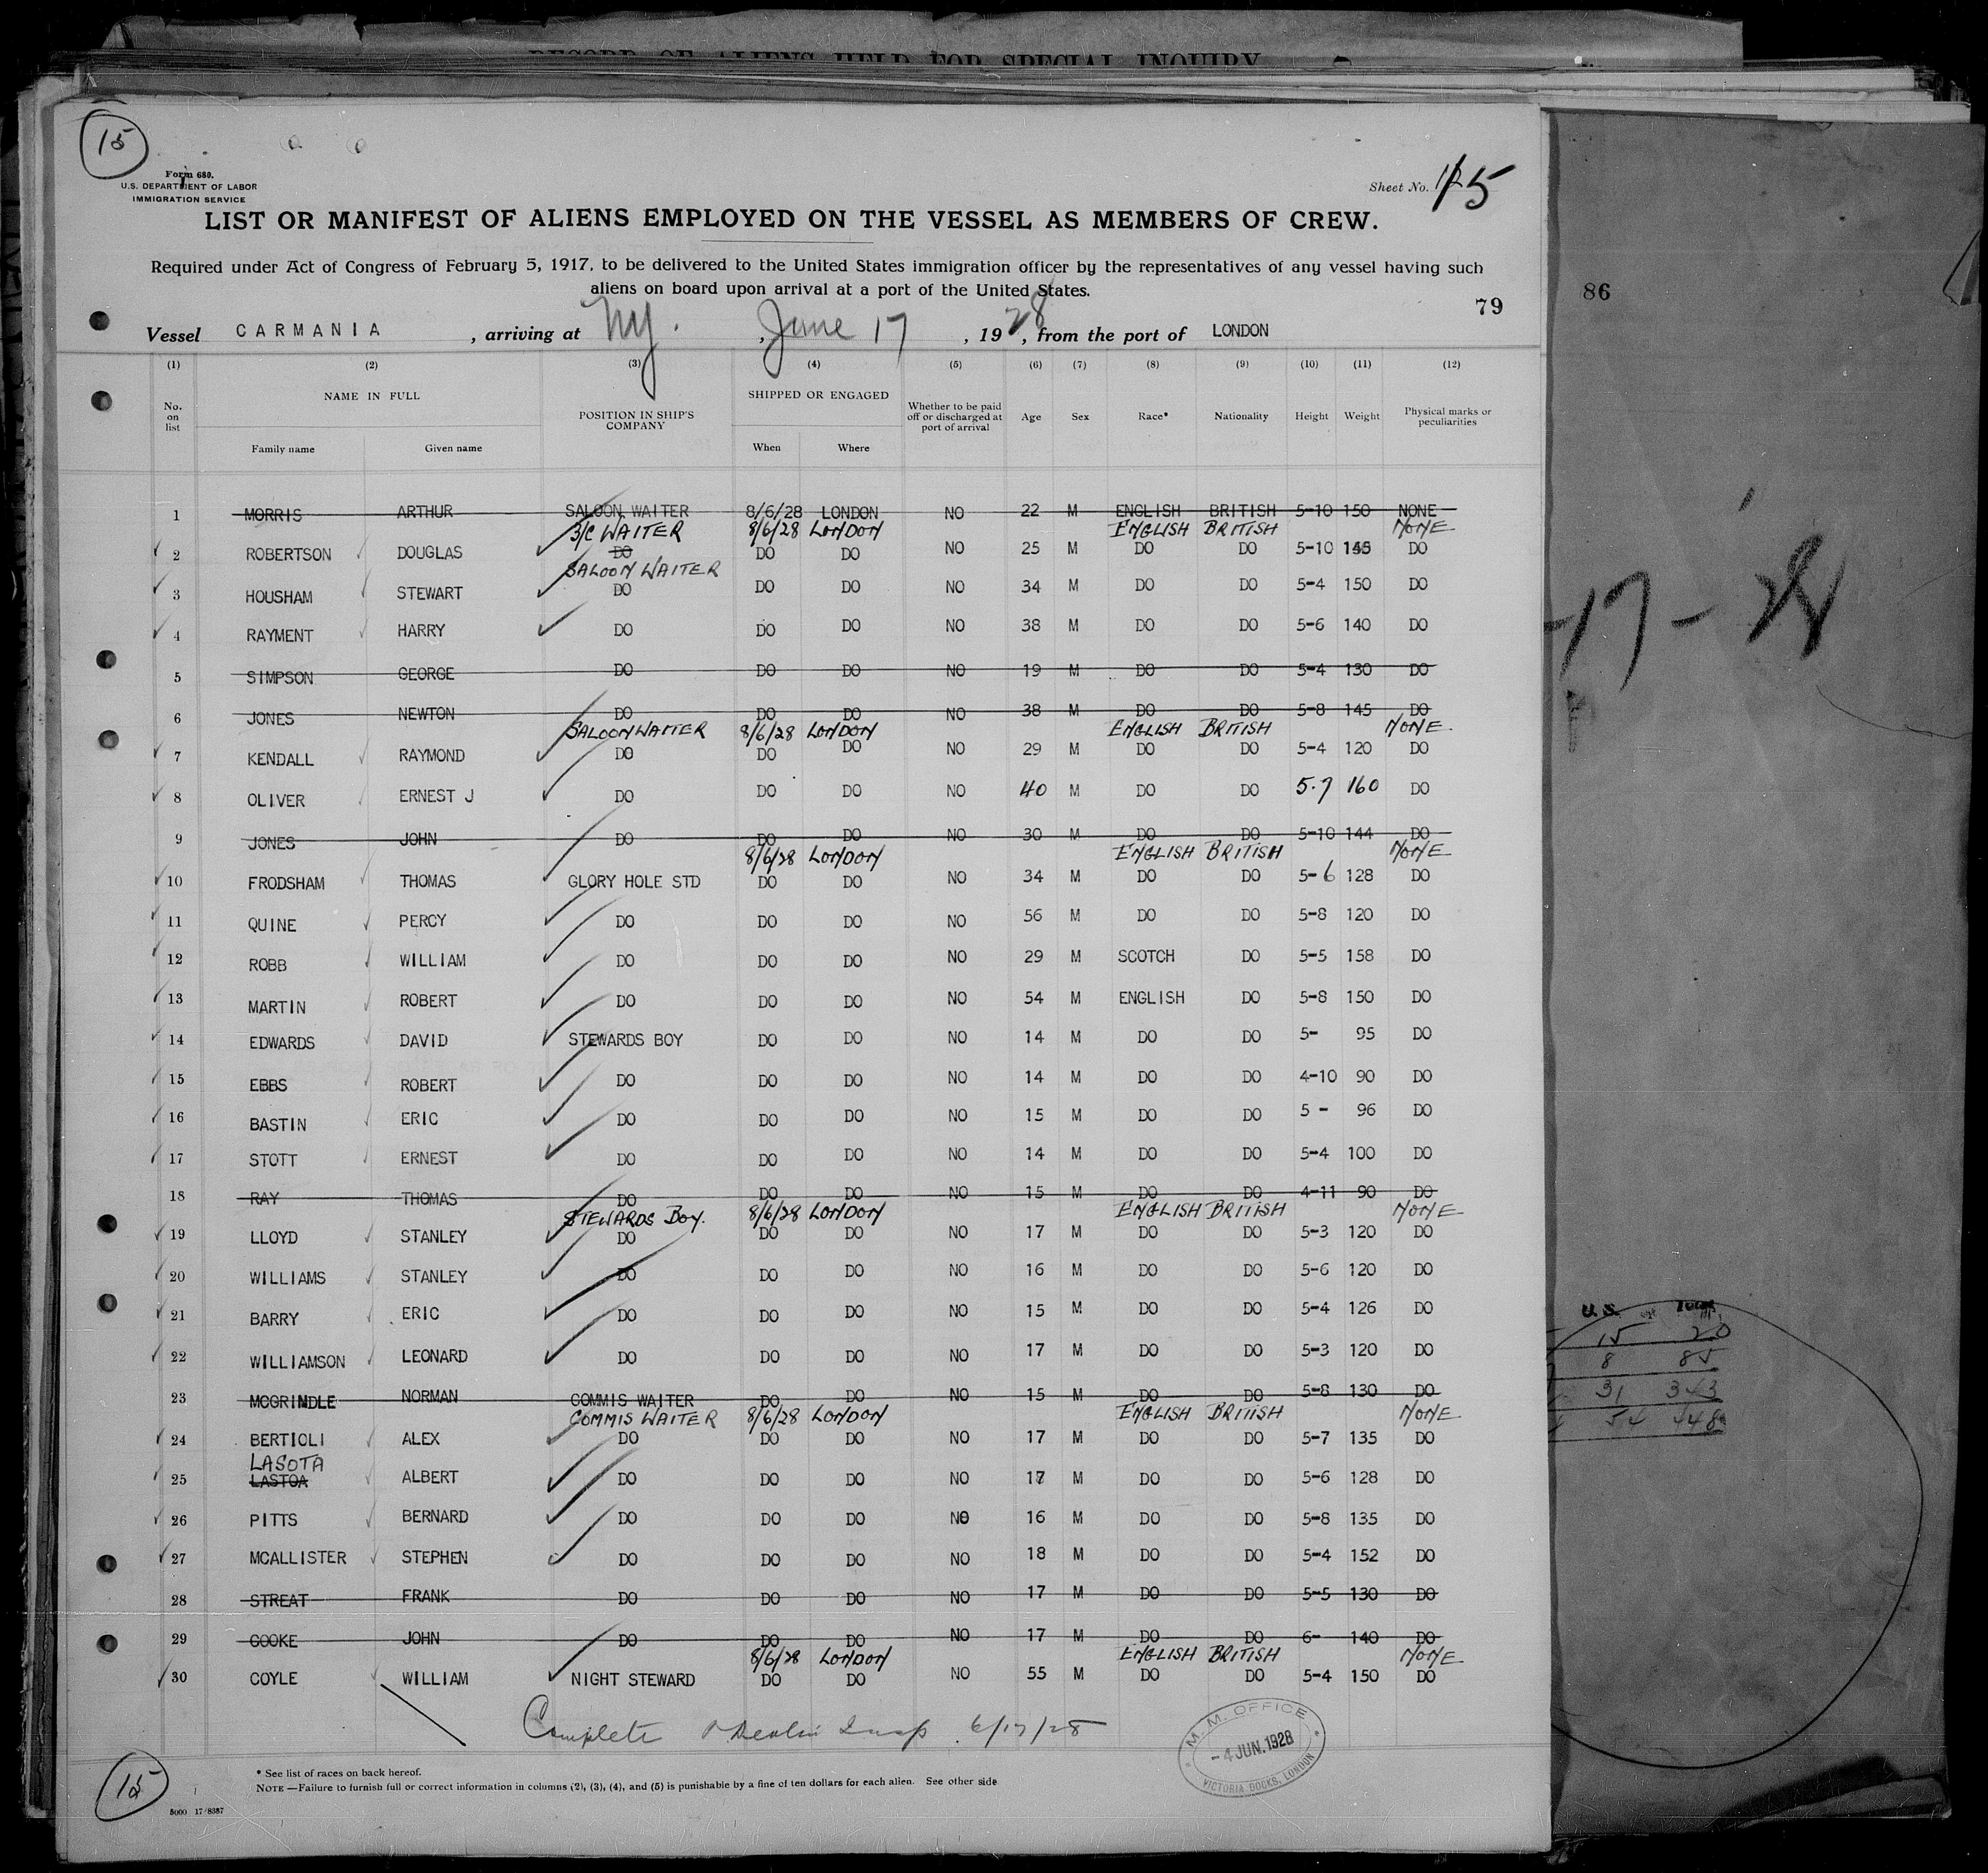 RECORD OF ALIENS HELD FOR SPECIAL INQUIRY
15
Form 680.
U.S. DEPARTMENT OF LABOR
IMMIGRATION SERVICE
Sheet No. 15
LIST OR MANIFEST OF ALIENS EMPLOYED ON THE VESSEL AS MEMBERS OF CREW.
Required under Act of Congress of February 5, 1917, to be delivered to the United States immigration officer by the representatives of any vessel having such
aliens on board upon arrival at a port of the United States.
79
86
Vessel CARMANIA, arriving at NY., June 17, 1928, from the port of LONDON
(1) (2) (3) (4) (5) (6) (7) (8) (9) (10) (11) (12)
No. on list NAME IN FULL POSITION IN SHIP'S COMPANY SHIPPED OR ENGAGED Whether to be paid off or discharged at port of arrival Age Sex Race* Nationality Height Weight Physical marks or peculiarities
Family name Given name When Where
1 MORRIS ARTHUR SALOON WAITER 8/6/28 LONDON NO 22 M ENGLISH BRITISH 5-10 150 NONE
3/C WAITER 8/6/28 LONDON ENGLISH BRITISH NONE
2 ROBERTSON DOUGLAS DO DO DO NO 25 M DO DO 5-10 145 DO
SALOON WAITER
3 HOUSHAM STEWART DO DO DO NO 34 M DO DO 5-4 150 DO
4 RAYMENT HARRY DO DO DO NO 38 M DO DO 5-6 140 DO
5 SIMPSON GEORGE DO DO DO NO 19 M DO DO 5-4 130 DO
6 JONES NEWTON DO DO DO NO 38 M DO DO 5-8 145 DO
SALOON WAITER 8/6/28 LONDON ENGLISH BRITISH NONE
7 KENDALL RAYMOND DO DO DO NO 29 M DO DO 5-4 120 DO
8 OLIVER ERNEST J DO DO DO NO 40 M DO DO 5.7 160 DO
9 JONES JOHN DO DO DO NO 30 M DO DO 5-10 144 DO
8/6/28 LONDON ENGLISH BRITISH NONE
10 FRODSHAM THOMAS GLORY HOLE STD DO DO NO 34 M DO DO 5-6 128 DO
11 QUINE PERCY DO DO DO NO 56 M DO DO 5-8 120 DO
12 ROBB WILLIAM DO DO DO NO 29 M SCOTCH DO 5-5 158 DO
13 MARTIN ROBERT DO DO DO NO 54 M ENGLISH DO 5-8 150 DO
14 EDWARDS DAVID STEWARDS BOY DO DO NO 14 M DO DO 5- 95 DO
15 EBBS ROBERT DO DO DO NO 14 M DO DO 4-10 90 DO
16 BASTIN ERIC DO DO DO NO 15 M DO DO 5 - 96 DO
17 STOTT ERNEST DO DO DO NO 14 M DO DO 5-4 100 DO
18 RAY THOMAS DO DO DO NO 15 M DO DO 4-11 90 DO
STEWARDS BOY. 8/6/28 LONDON ENGLISH BRITISH NONE
19 LLOYD STANLEY DO DO DO NO 17 M DO DO 5-3 120 DO
20 WILLIAMS STANLEY DO DO DO NO 16 M DO DO 5-6 120 DO
21 BARRY ERIC DO DO DO NO 15 M DO DO 5-4 126 DO
22 WILLIAMSON LEONARD DO DO DO NO 17 M DO DO 5-3 120 DO
23 MCGRINDLE NORMAN COMMIS WAITER DO DO NO 15 M DO DO 5-8 130 DO
COMMIS WAITER 8/6/28 LONDON ENGLISH BRITISH NONE
24 BERTIOLI ALEX DO DO DO NO 17 M DO DO 5-7 135 DO
LASOTA
25 LASTOA ALBERT DO DO DO NO 17 M DO DO 5-6 128 DO
26 PITTS BERNARD DO DO DO NO 16 M DO DO 5-8 135 DO
27 MCALLISTER STEPHEN DO DO DO NO 18 M DO DO 5-4 152 DO
28 STREAT FRANK DO DO DO NO 17 M DO DO 5-5 130 DO
29 COOKE JOHN DO DO DO NO 17 M DO DO 6- 140 DO
8/6/28 LONDON ENGLISH BRITISH NONE
30 COYLE WILLIAM NIGHT STEWARD DO DO NO 55 M DO DO 5-4 150 DO
Complete Insp. 6/17/28
M. M. OFFICE
-4 JUN. 1928
VICTORIA DOCKS, LONDON
* See list of races on back hereof.
NOTE —Failure to furnish full or correct information in columns (2), (3), (4), and (5) is punishable by a fine of ten dollars for each alien. See other side.
15
-17-28
U.S. Total
15 20
8 85
31 343
54 448